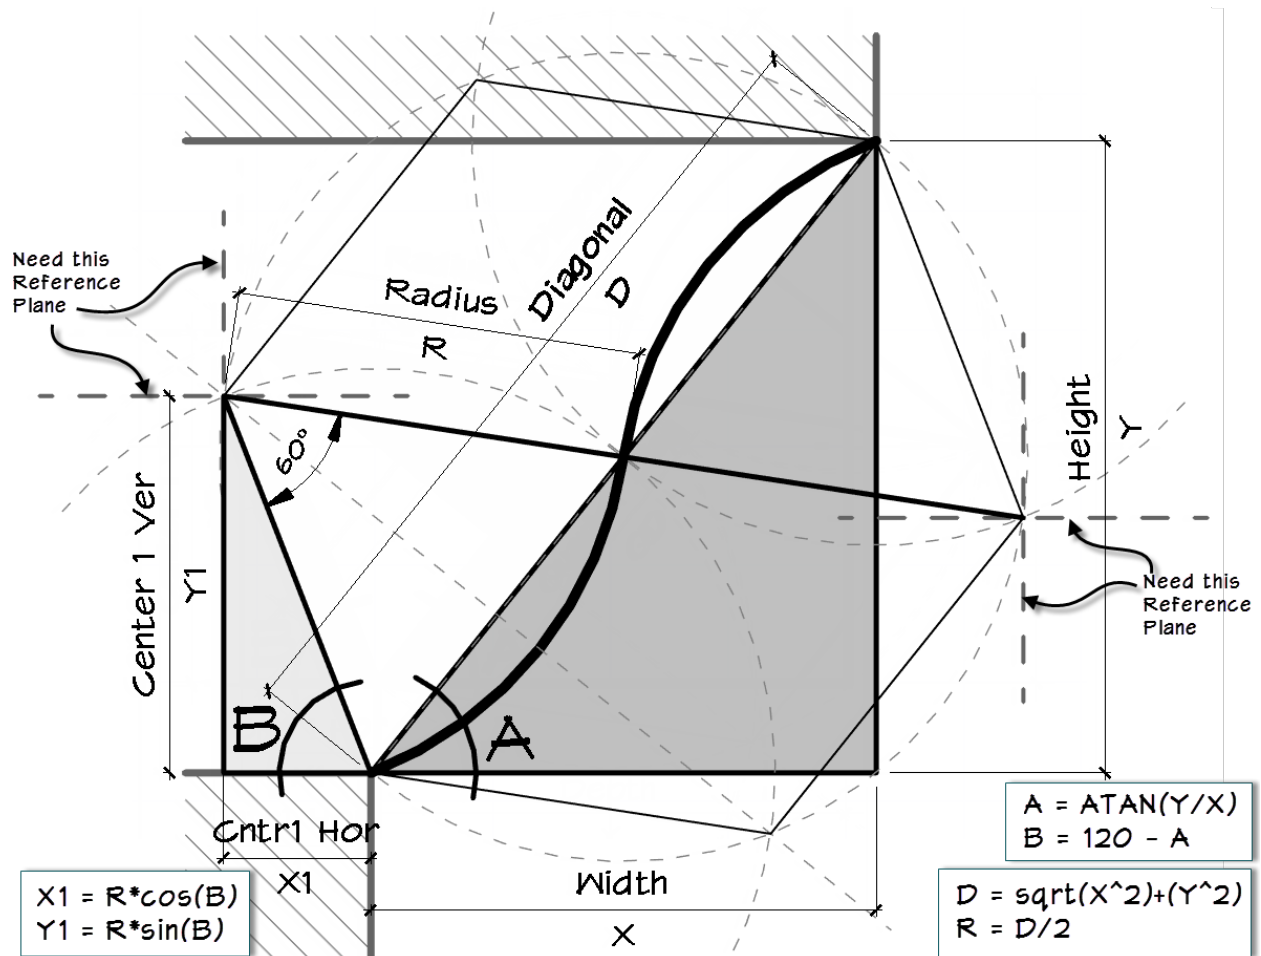 Need this
Reference
Plane
Radius
R
Diagonal
D
60°
Center 1 Ver
Y1
Height
Y
Need this
Reference
Plane
B
A
Cntr1 Hor
X1
Width
X
A = ATAN(Y/X)
B = 120 - A
X1 = R*cos(B)
Y1 = R*sin(B)
D = sqrt(X^2)+(Y^2)
R = D/2